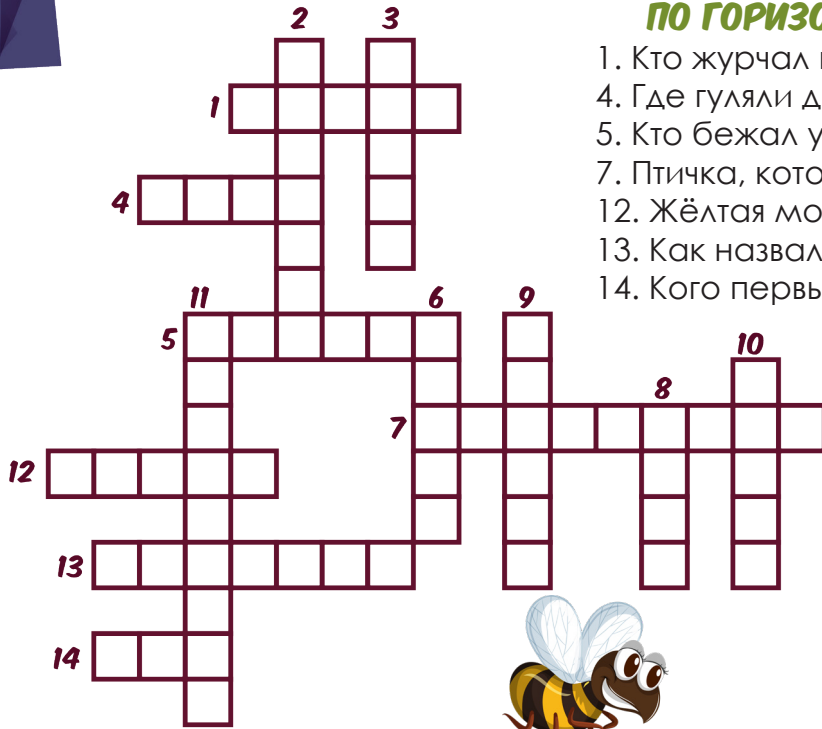 ПО ГОРИЗО
1. Кто журчал
4. Где гуляли д
5. Кто бежал у
7. Птичка, кото
12. Жёлтая мо
13. Как назвал
14. Кого первы
2 3
1
4
11 6 9
5
10
8
7
12
13
14